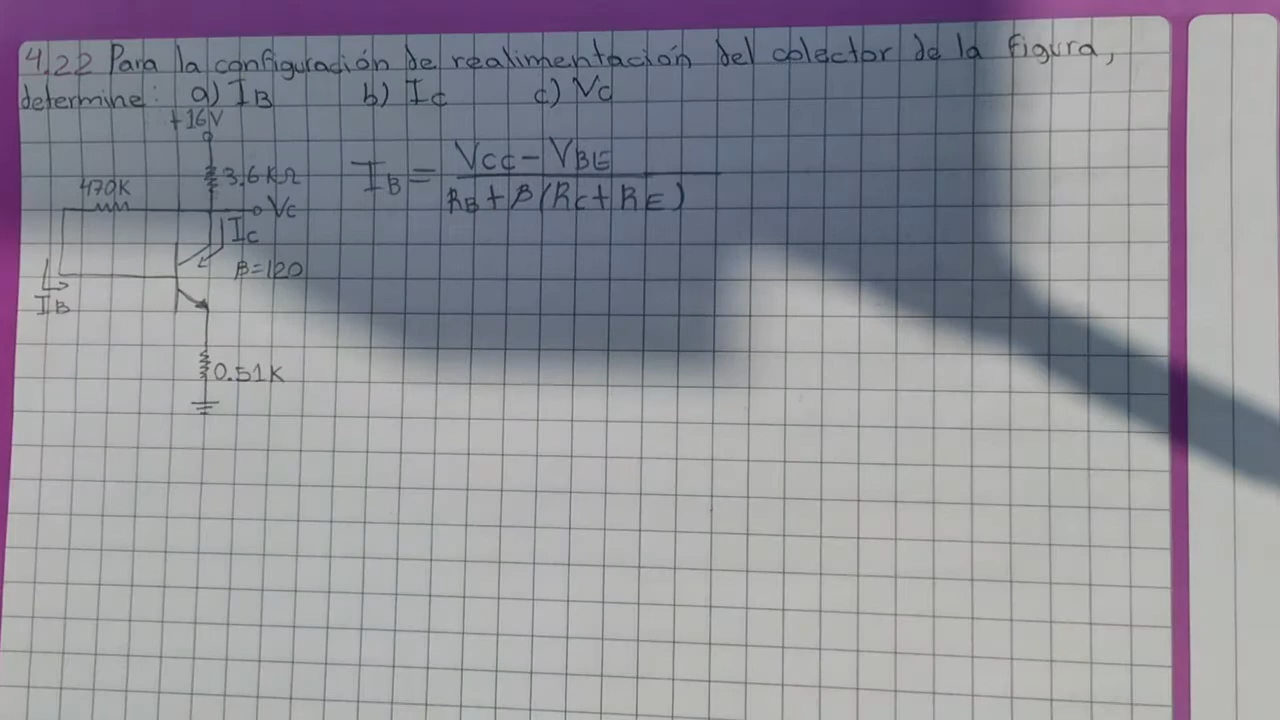 4.22 Para la configuración de realimentación del colector de la figura,
determine: a) IB b) Ic c) Vc
+16V
3.6 KΩ
470K
Vc
Ic
β=120
IB
0.51K
IB = VCC - VBE
RB + β (RC + RE)